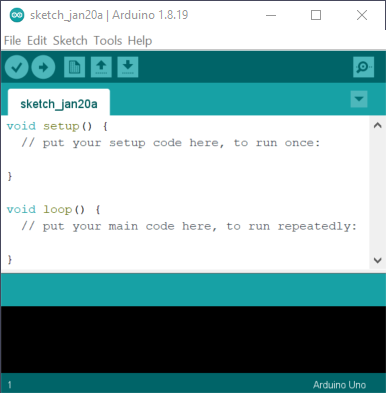 sketch_jan20a | Arduino 1.8.19
File Edit Sketch Tools Help
sketch_jan20a
void setup() {
  // put your setup code here, to run once:
}
void loop() {
  // put your main code here, to run repeatedly:
}
1 Arduino Uno